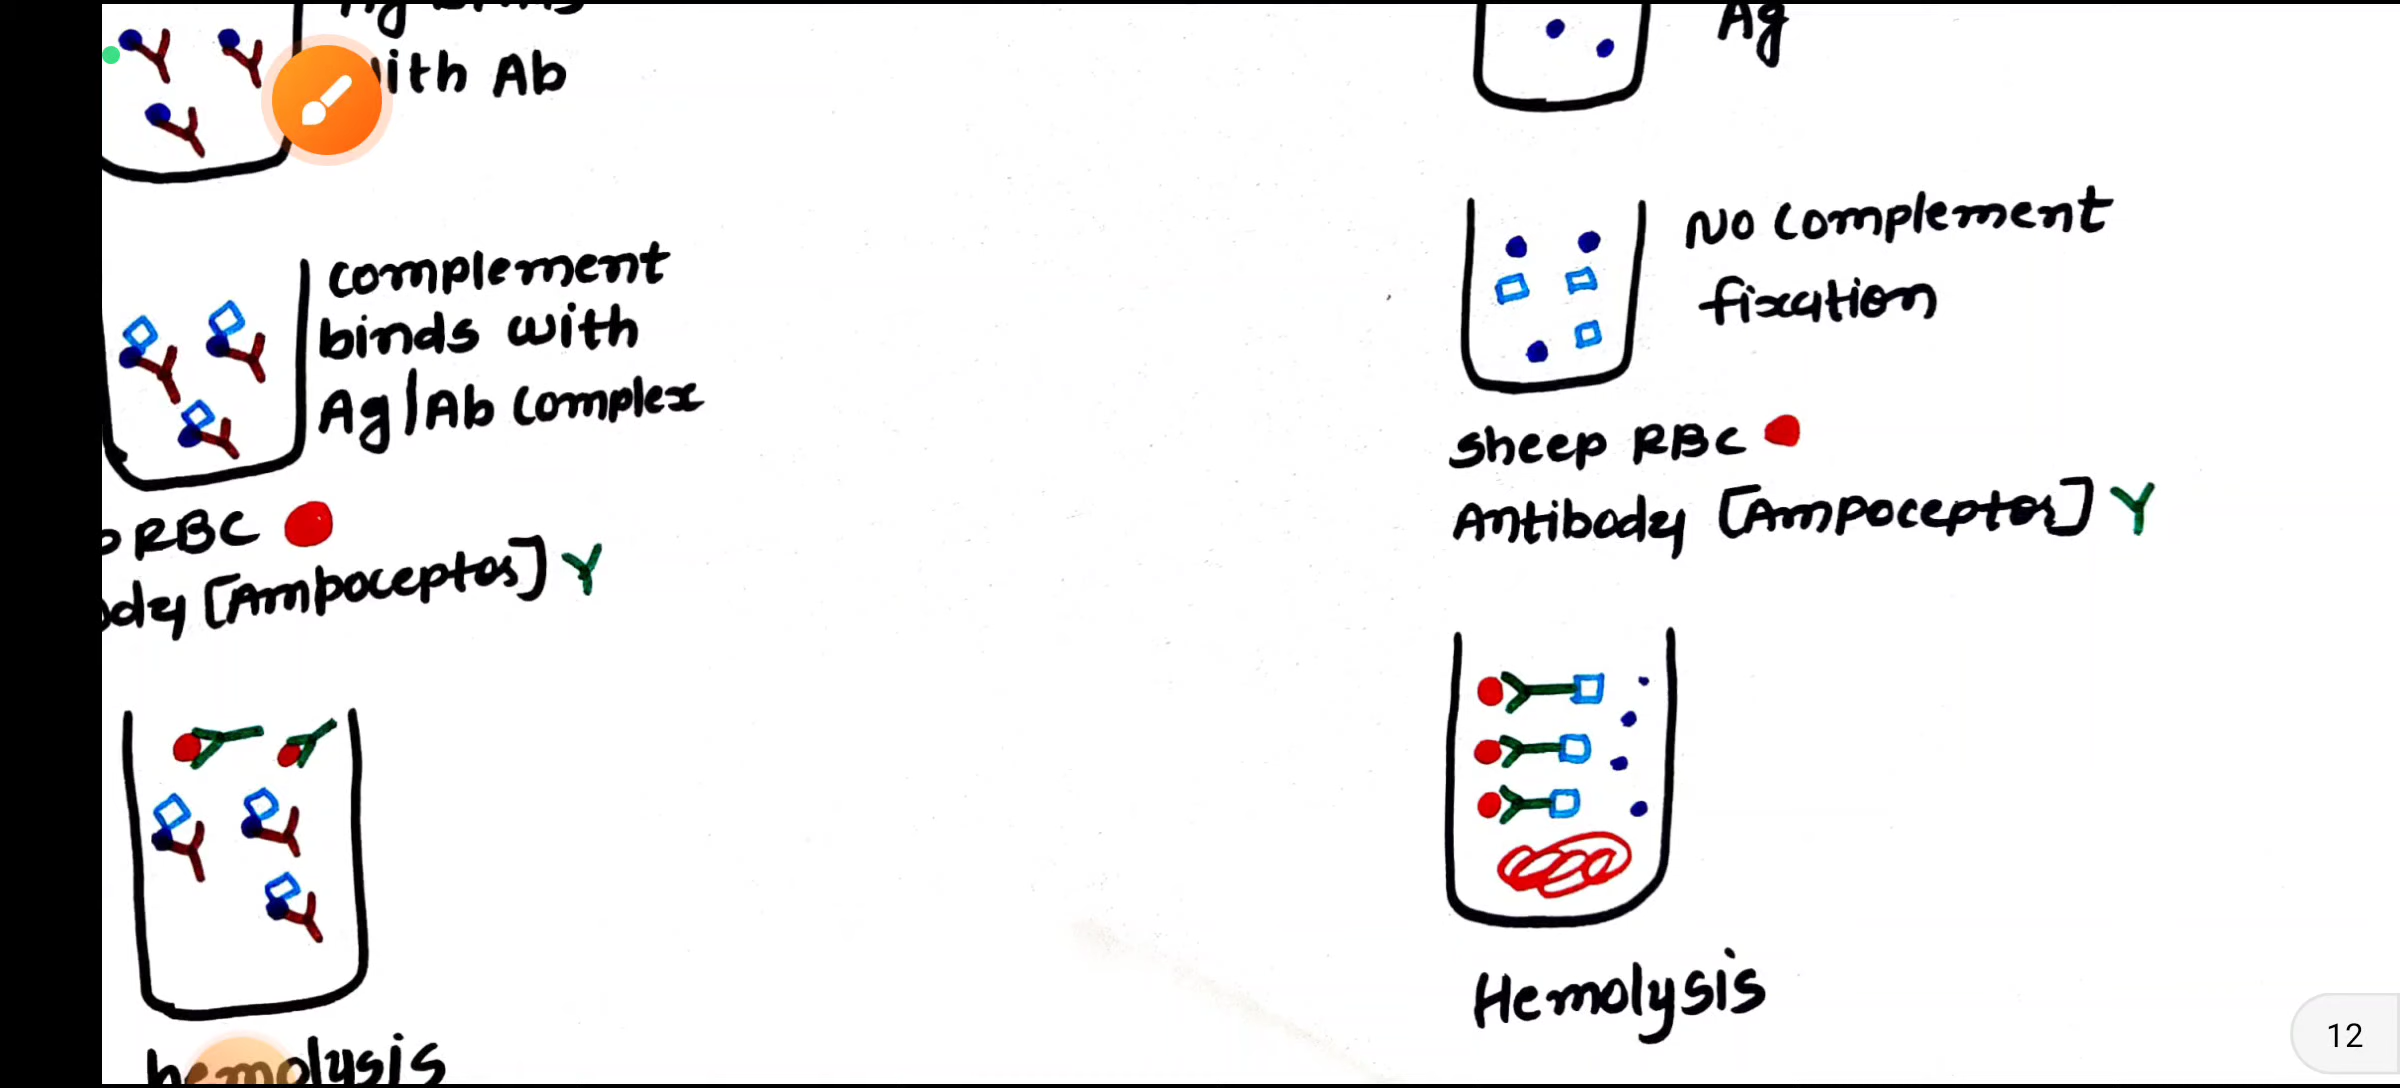 with Ab
complement
binds with
Ag/Ab complex
RBC
[Amboceptor] Y
hemolysis
Ag
No complement
fixation
sheep RBC
Antibody [Ampoceptor] Y
Hemolysis
12